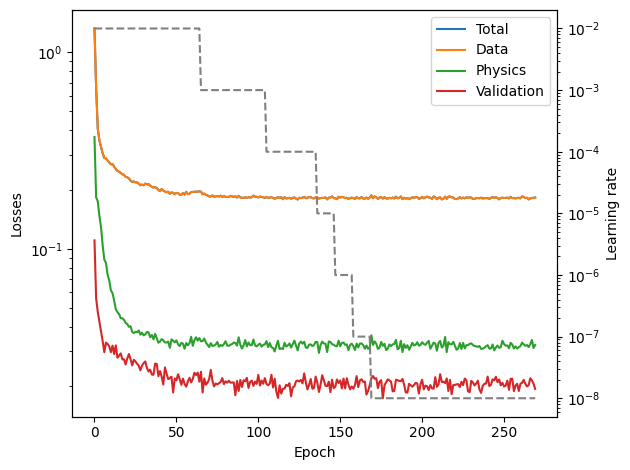 Total
Data
Physics
Validation
10⁰
10⁻¹
Losses
0
50
100
150
200
250
Epoch
10⁻²
10⁻³
10⁻⁴
10⁻⁵
10⁻⁶
10⁻⁷
10⁻⁸
Learning rate